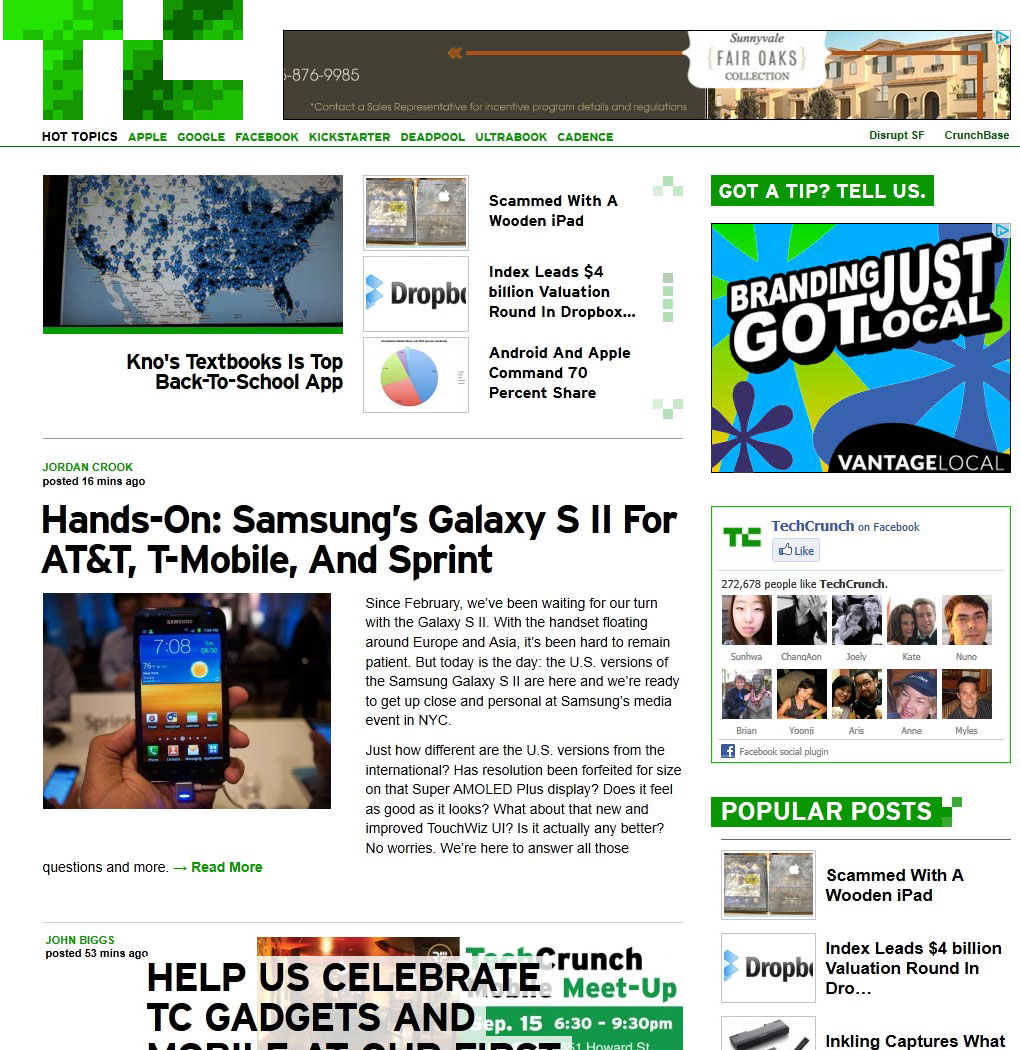 TC
5-876-9985
*Contact a Sales Representative for incentive program details and regulations
Sunnyvale
{FAIR OAKS}
COLLECTION
HOT TOPICS APPLE GOOGLE FACEBOOK KICKSTARTER DEADPOOL ULTRABOOK CADENCE
Disrupt SF CrunchBase
Kno's Textbooks Is Top
Back-To-School App
Scammed With A
Wooden iPad
Dropb
Index Leads $4
billion Valuation
Round In Dropbox...
Android And Apple
Command 70
Percent Share
GOT A TIP? TELL US.
BRANDING JUST
GOT LOCAL
VANTAGELOCAL
JORDAN CROOK
posted 16 mins ago
Hands-On: Samsung's Galaxy S II For
AT&T, T-Mobile, And Sprint
SAMSUNG
7:08
Sprint
Since February, we've been waiting for our turn
with the Galaxy S II. With the handset floating
around Europe and Asia, it's been hard to remain
patient. But today is the day: the U.S. versions of
the Samsung Galaxy S II are here and we're ready
to get up close and personal at Samsung's media
event in NYC.
Just how different are the U.S. versions from the
international? Has resolution been forfeited for size
on that Super AMOLED Plus display? Does it feel
as good as it looks? What about that new and
improved TouchWiz UI? Is it actually any better?
No worries. We're here to answer all those
questions and more. → Read More
TC
TechCrunch on Facebook
Like
272,678 people like TechCrunch.
Sunhwa ChangAon Joely Kate Nuno
Brian Yoonji Aris Anne Myles
Facebook social plugin
POPULAR POSTS
Scammed With A
Wooden iPad
Dropb
Index Leads $4 billion
Valuation Round In
Dro...
Inkling Captures What
JOHN BIGGS
posted 53 mins ago
HELP US CELEBRATE
TC GADGETS AND
MOBILE AT OUR FIRST
TechCrunch
Mobile Meet-Up
Sep. 15 6:30 - 9:30pm
551 Howard St.